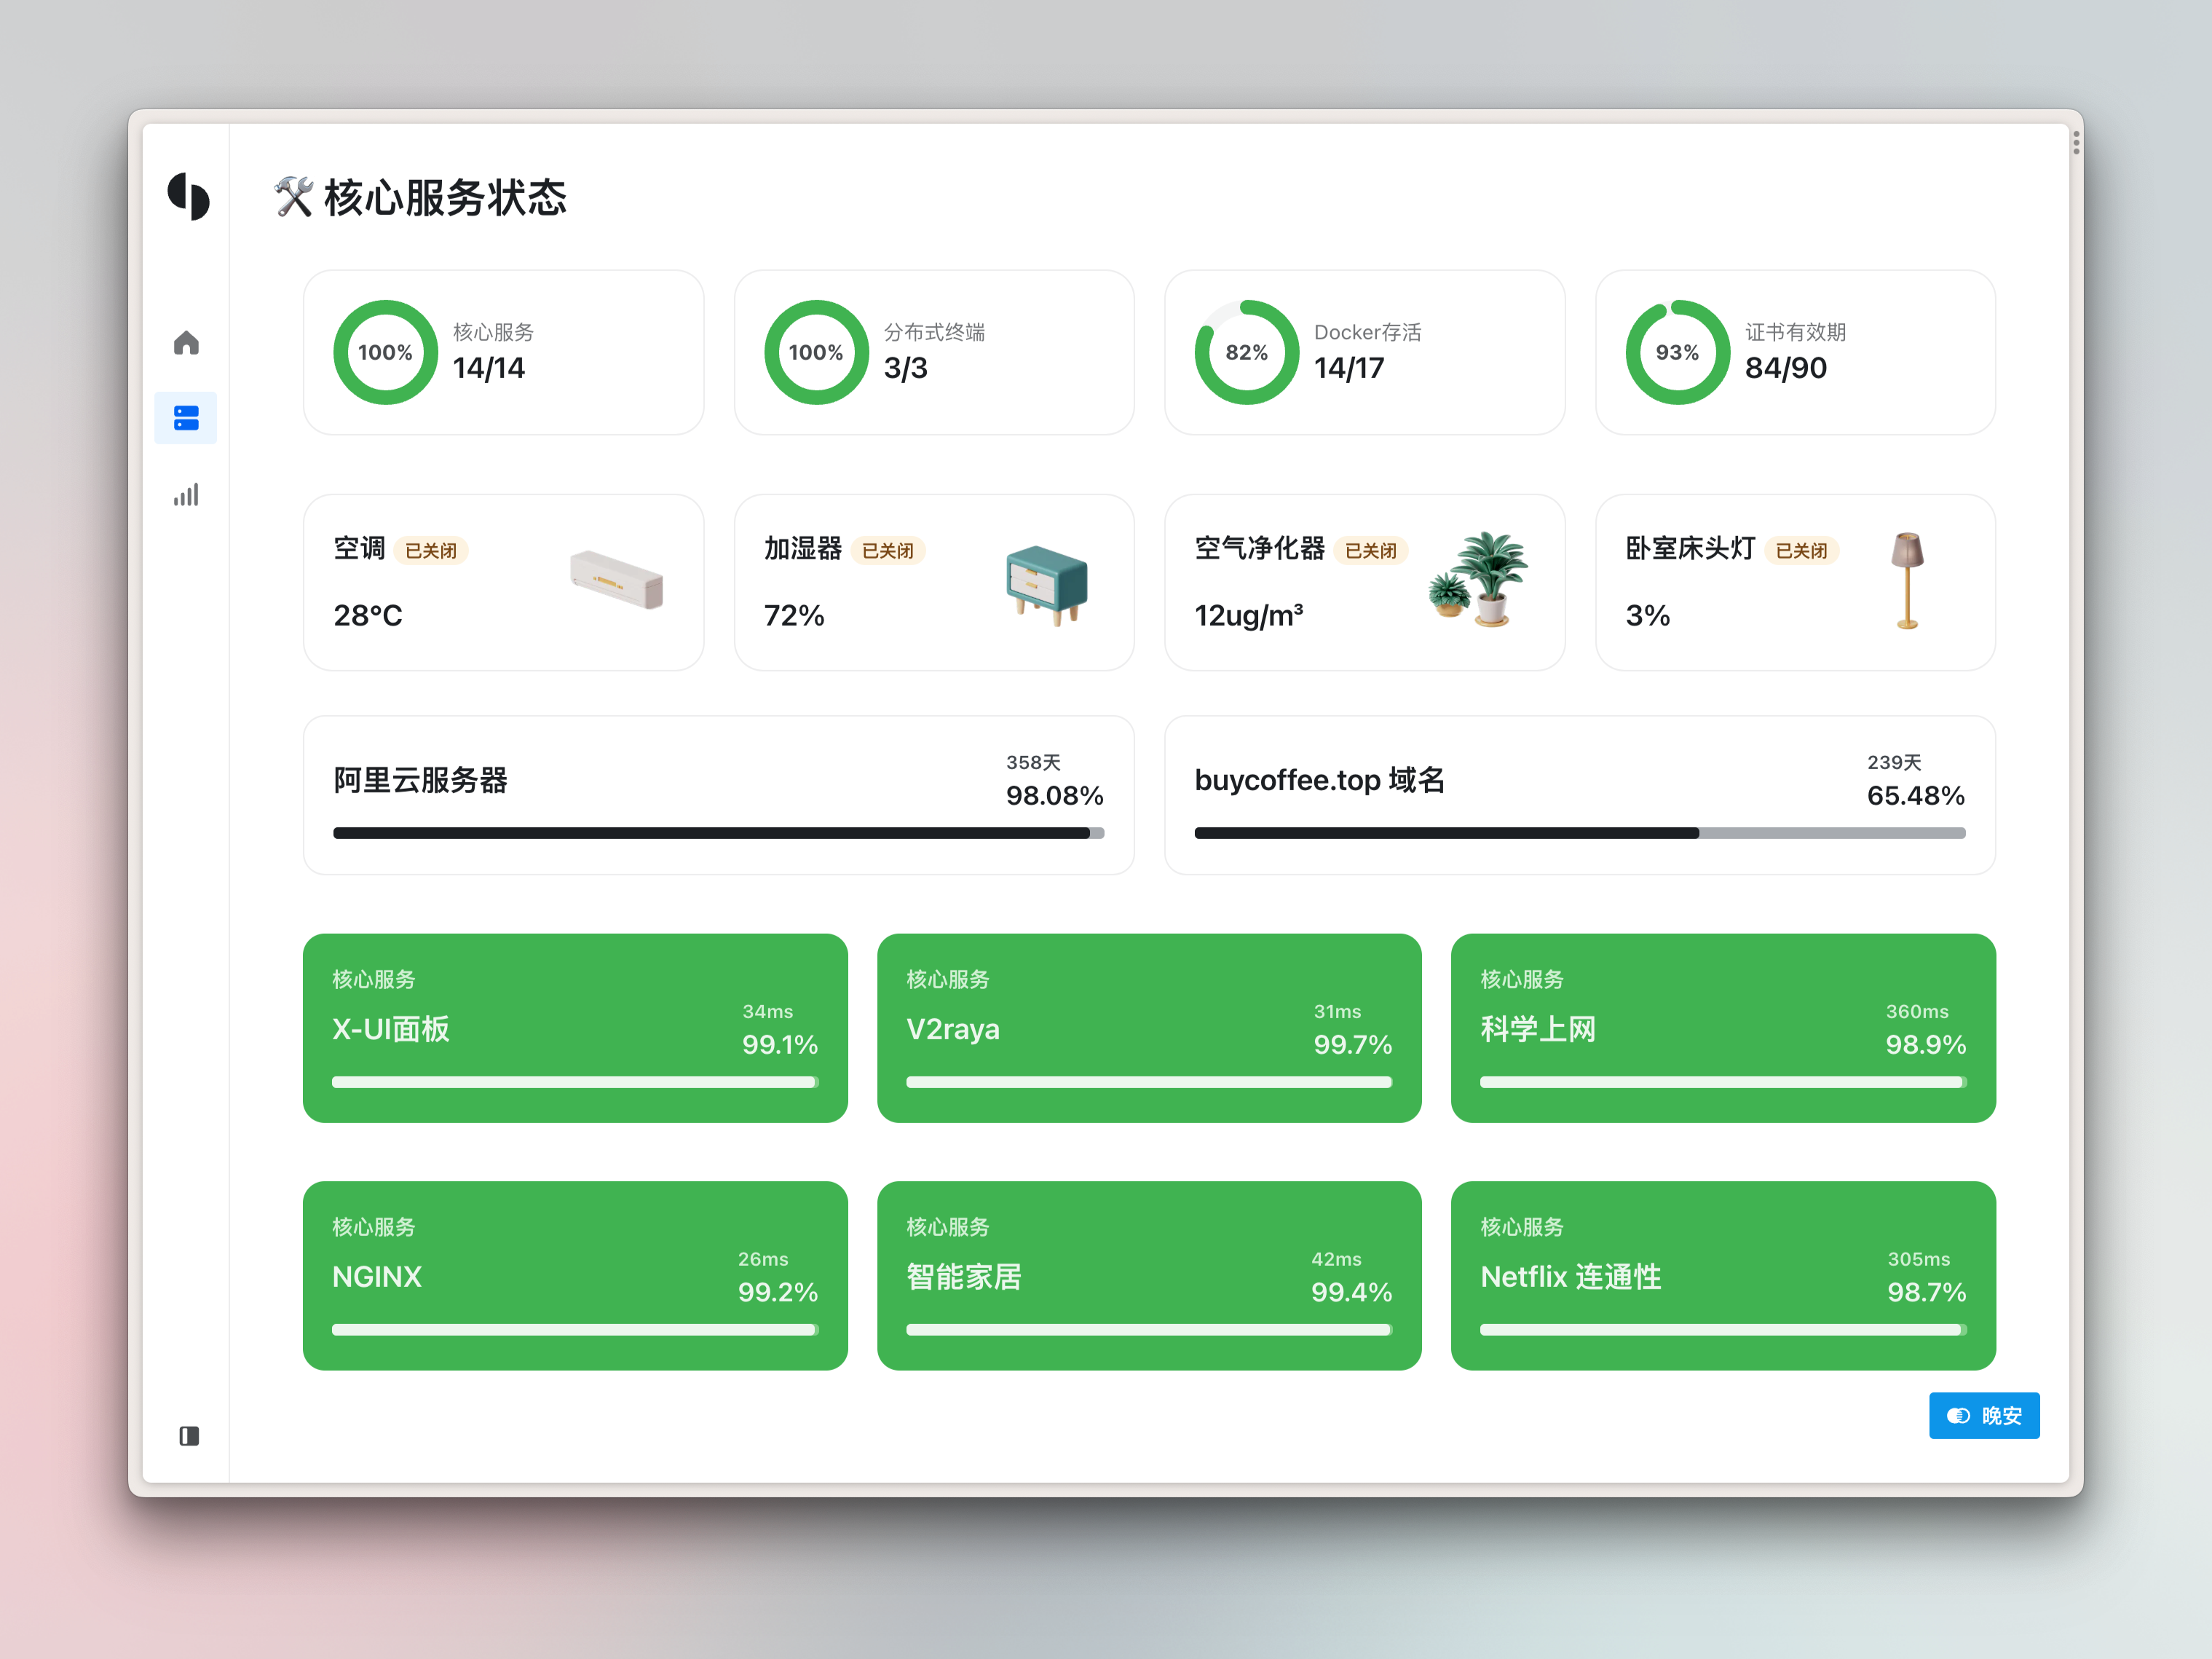 🛠 核心服务状态
100%
核心服务
14/14
100%
分布式终端
3/3
82%
Docker存活
14/17
93%
证书有效期
84/90
空调 已关闭
28°C
加湿器 已关闭
72%
空气净化器 已关闭
12ug/m³
卧室床头灯 已关闭
3%
阿里云服务器
358天
98.08%
buycoffee.top 域名
239天
65.48%
核心服务
X-UI面板
34ms
99.1%
核心服务
V2raya
31ms
99.7%
核心服务
科学上网
360ms
98.9%
核心服务
NGINX
26ms
99.2%
核心服务
智能家居
42ms
99.4%
核心服务
Netflix 连通性
305ms
98.7%
晚安